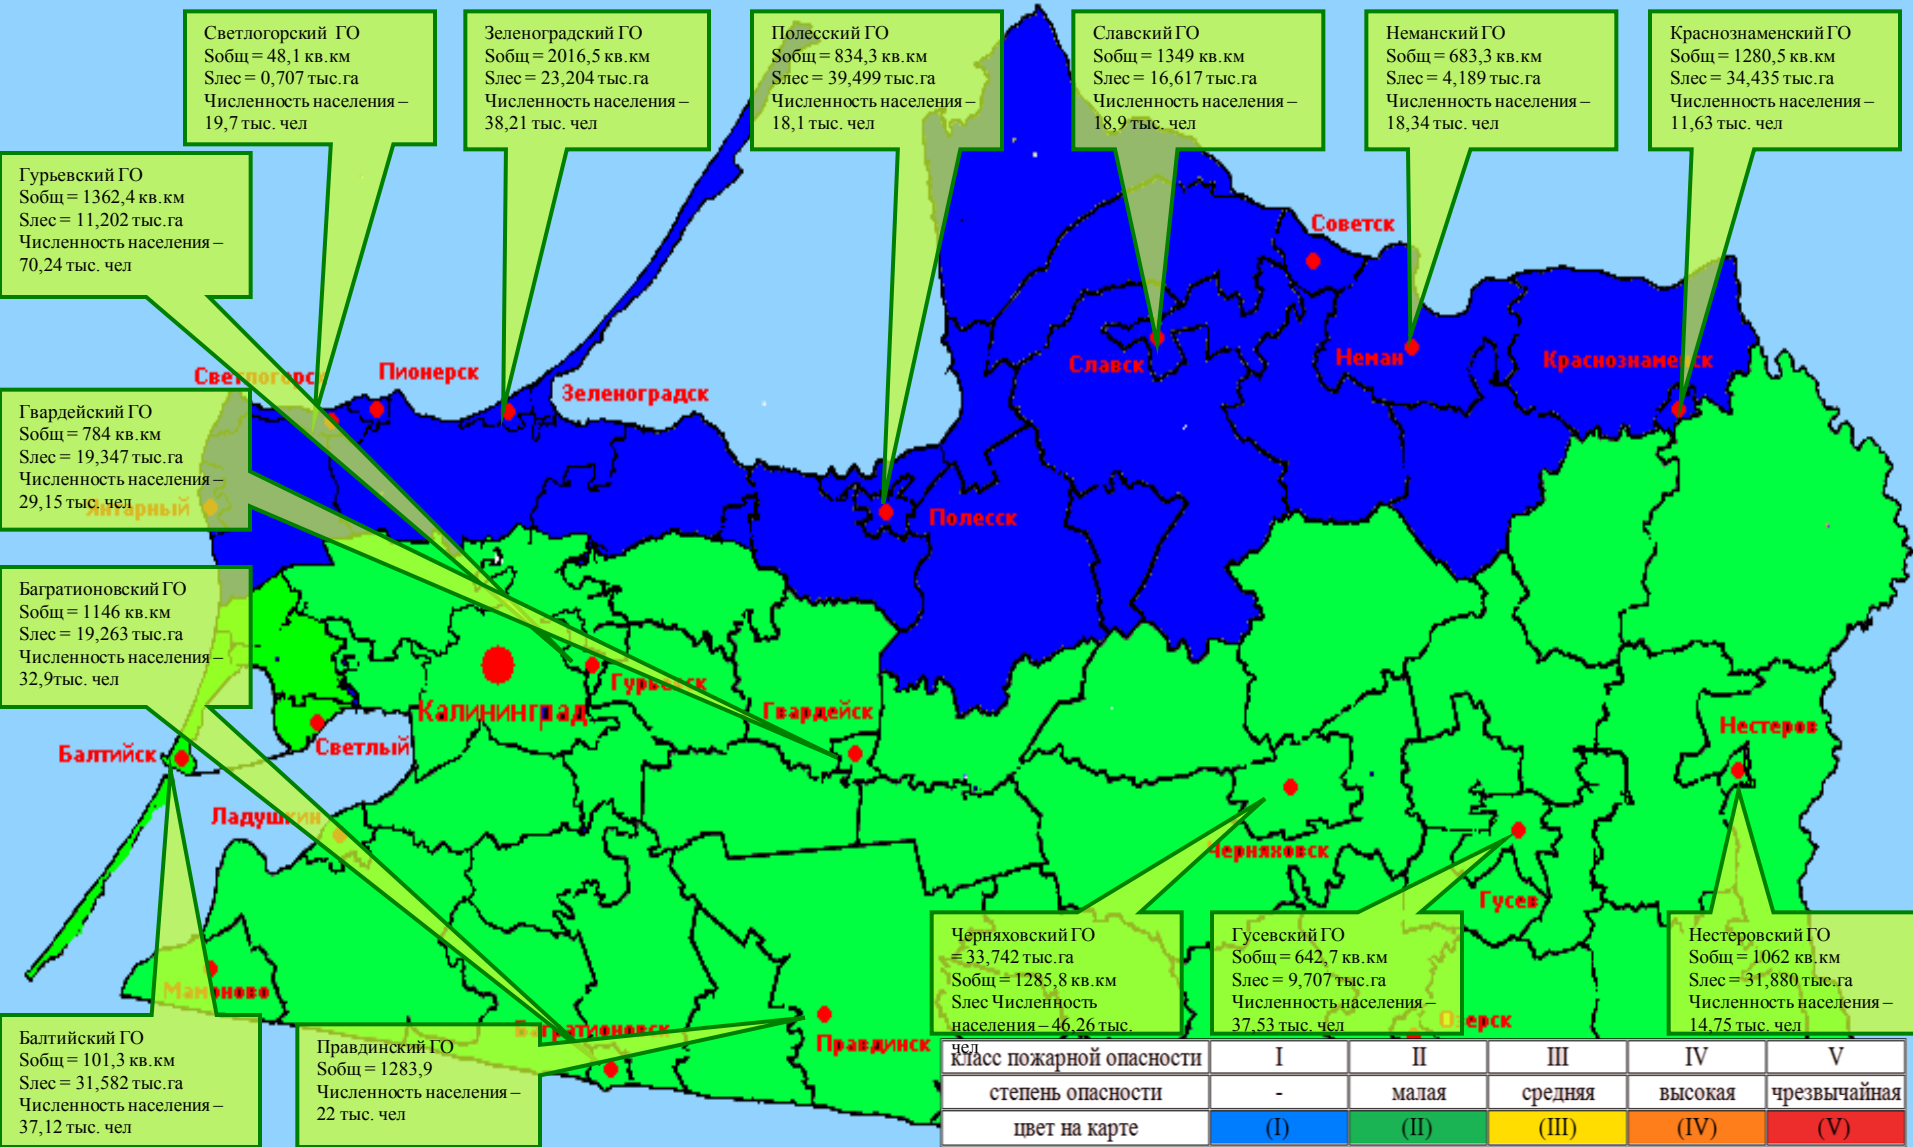 Светлогорский ГО
Sобщ = 48,1 кв.км
Sлес = 0,707 тыс.га
Численность населения –
19,7 тыс. чел
Зеленоградский ГО
Sобщ = 2016,5 кв.км
Sлес = 23,204 тыс.га
Численность населения –
38,21 тыс. чел
Полесский ГО
Sобщ = 834,3 кв.км
Sлес = 39,499 тыс.га
Численность населения –
18,1 тыс. чел
Славский ГО
Sобщ = 1349 кв.км
Sлес = 16,617 тыс.га
Численность населения –
18,9 тыс. чел
Неманский ГО
Sобщ = 683,3 кв.км
Sлес = 4,189 тыс.га
Численность населения –
18,34 тыс. чел
Краснознаменский ГО
Sобщ = 1280,5 кв.км
Sлес = 34,435 тыс.га
Численность населения –
11,63 тыс. чел
Гурьевский ГО
Sобщ = 1362,4 кв.км
Sлес = 11,202 тыс.га
Численность населения –
70,24 тыс. чел
Советск
Славск
Неман
Краснознаменск
Светлогорск
Пионерск
Зеленоградск
Гвардейский ГО
Sобщ = 784 кв.км
Sлес = 19,347 тыс.га
Численность населения –
29,15 тыс. чел
Янтарный
Полесск
Багратионовский ГО
Sобщ = 1146 кв.км
Sлес = 19,263 тыс.га
Численность населения –
32,9тыс. чел
Гурьевск
Калининград
Гвардейск
Нестеров
Балтийск
Светлый
Ладушкин
Черняховск
Гусев
Мамоново
Багратионовск
Правдинск
Озерск
Черняховский ГО
= 33,742 тыс.га
Sобщ = 1285,8 кв.км
Sлес Численность
населения – 46,26 тыс.
чел
Гусевский ГО
Sобщ = 642,7 кв.км
Sлес = 9,707 тыс.га
Численность населения –
37,53 тыс. чел
Нестеровский ГО
Sобщ = 1062 кв.км
Sлес = 31,880 тыс.га
Численность населения –
14,75 тыс. чел
Балтийский ГО
Sобщ = 101,3 кв.км
Sлес = 31,582 тыс.га
Численность населения –
37,12 тыс. чел
Правдинский ГО
Sобщ = 1283,9
Численность населения –
22 тыс. чел
класс пожарной опасности I II III IV V
степень опасности - малая средняя высокая чрезвычайная
цвет на карте (I) (II) (III) (IV) (V)